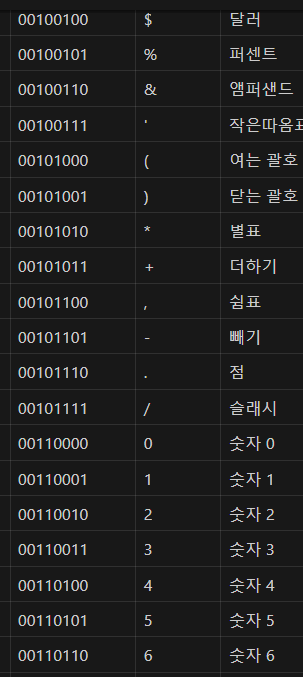 00100100 $ 달러
00100101 % 퍼센트
00100110 & 앰퍼샌드
00100111 ' 작은따옴표
00101000 ( 여는 괄호
00101001 ) 닫는 괄호
00101010 * 별표
00101011 + 더하기
00101100 , 쉼표
00101101 - 빼기
00101110 . 점
00101111 / 슬래시
00110000 0 숫자 0
00110001 1 숫자 1
00110010 2 숫자 2
00110011 3 숫자 3
00110100 4 숫자 4
00110101 5 숫자 5
00110110 6 숫자 6